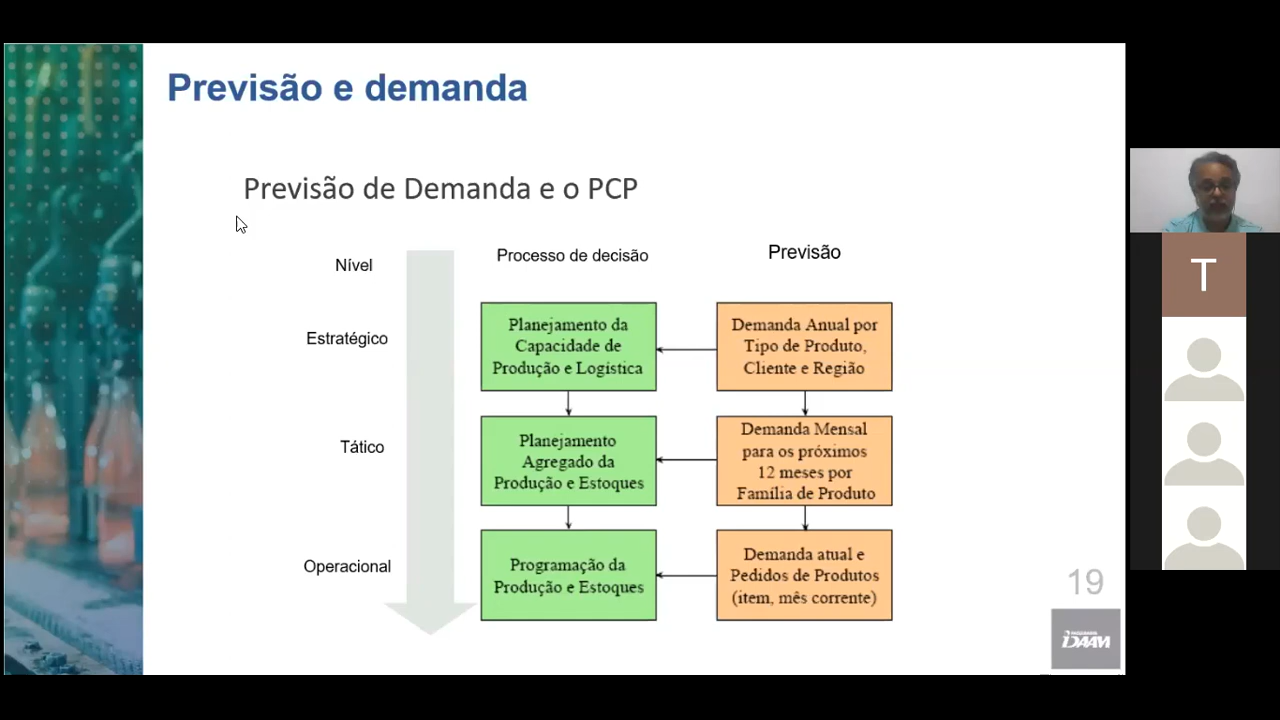 Previsão e demanda
Previsão de Demanda e o PCP
Nível
Processo de decisão
Previsão
Estratégico
Planejamento da
Capacidade de
Produção e Logística
Demanda Anual por
Tipo de Produto,
Cliente e Região
Tático
Planejamento
Agregado da
Produção e Estoques
Demanda Mensal
para os próximos
12 meses por
Família de Produto
Operacional
Programação da
Produção e Estoques
Demanda atual e
Pedidos de Produtos
(item, mês corrente)
19
IDAAM
T